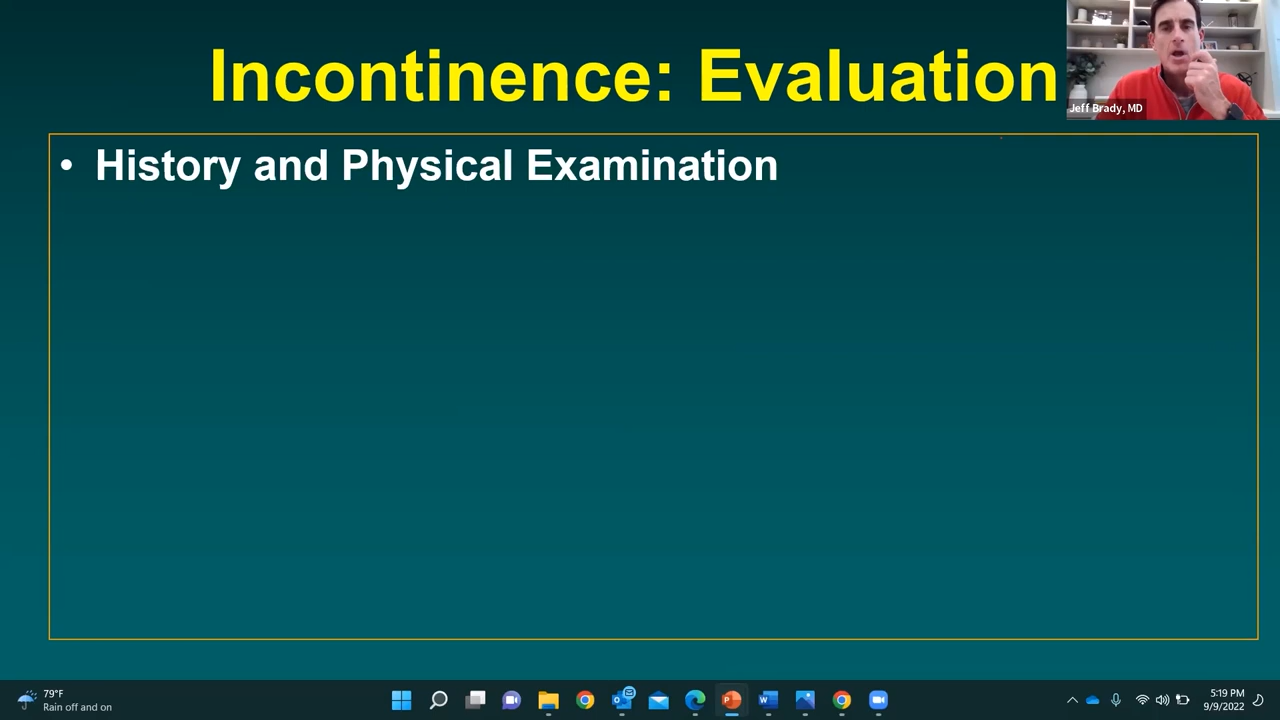 Incontinence: Evaluation
Jeff Brady, MD
• History and Physical Examination
79°F
Rain off and on
5:19 PM
9/9/2022